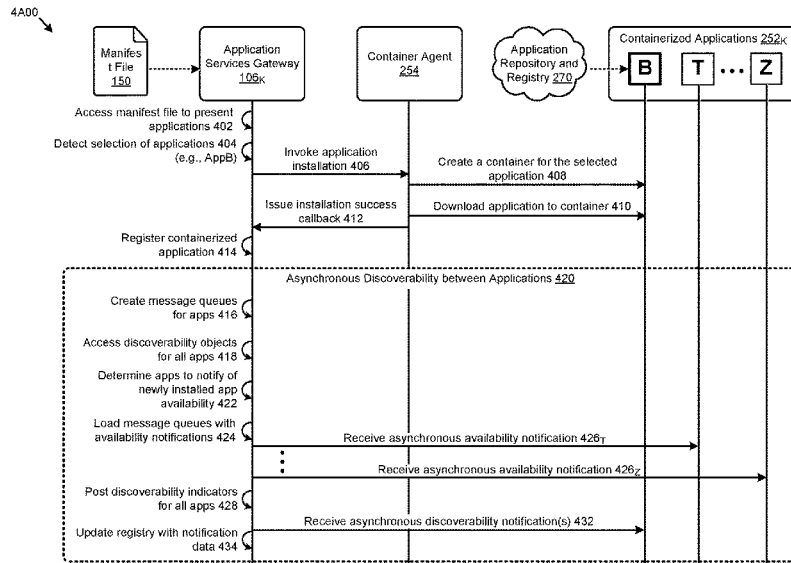 4A00
Manifes
t File
150
Application
Services Gateway
106K
Container Agent
254
Application
Repository and
Registry 270
Containerized Applications 252K
B
T
...
Z
Access manifest file to present
applications 402
Detect selection of applications 404
(e.g., AppB)
Invoke application
installation 406
Create a container for the selected
application 408
Issue installation success
callback 412
Download application to container 410
Register containerized
application 414
Asynchronous Discoverability between Applications 420
Create message queues
for apps 416
Access discoverability objects
for all apps 418
Determine apps to notify of
newly installed app
availability 422
Load message queues with
availability notifications 424
Receive asynchronous availability notification 426T
Receive asynchronous availability notification 426Z
Post discoverability indicators
for all apps 428
Receive asynchronous discoverability notification(s) 432
Update registry with notification
data 434